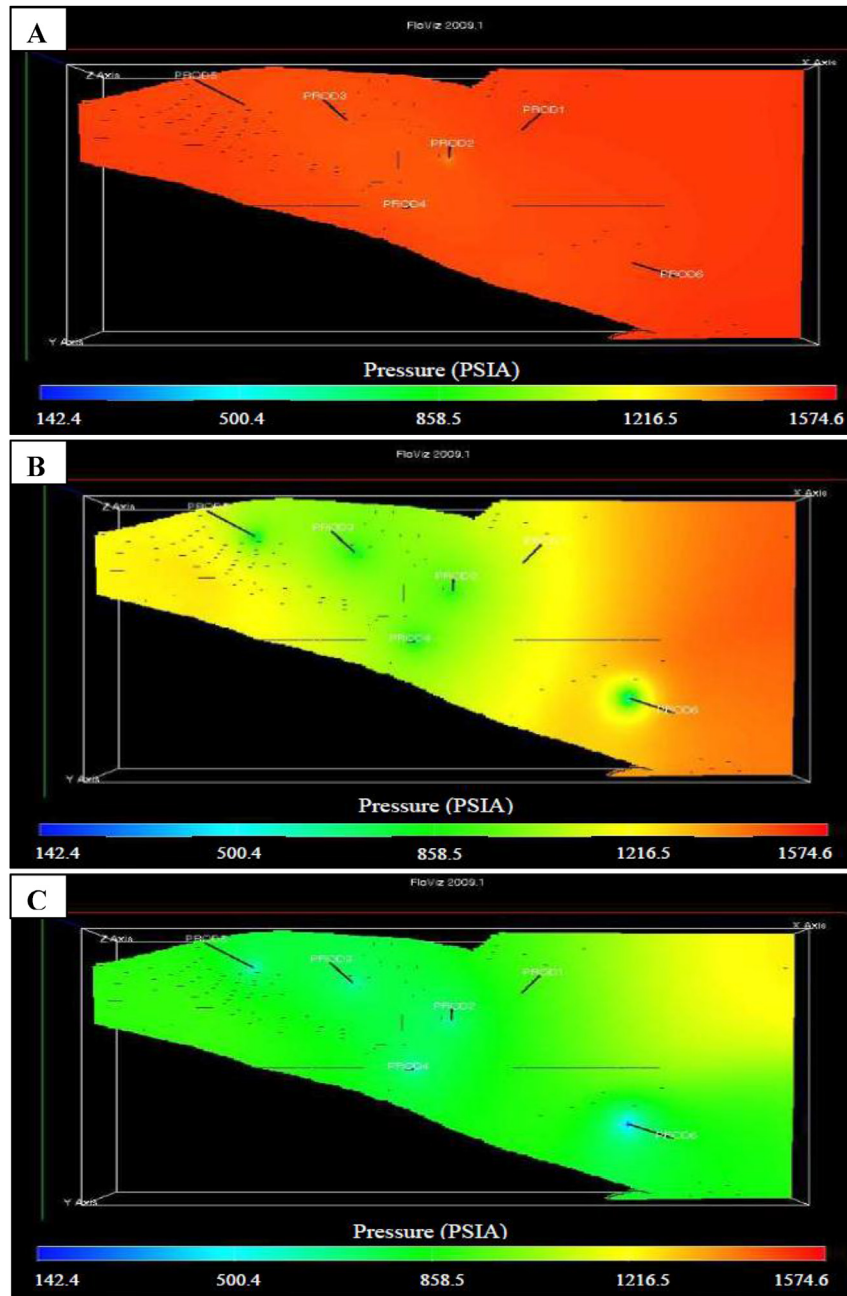 A
FloViz 2009.1
Z Axis
PROD5
X Axis
PROD3
PROD1
PROD2
PROD4
PROD6
Y Axis
Pressure (PSIA)
142.4 500.4 858.5 1216.5 1574.6
B
FloViz 2009.1
Z Axis
X Axis
PROD4
PROD6
Y Axis
Pressure (PSIA)
142.4 500.4 858.5 1216.5 1574.6
C
FloViz 2009.1
Z Axis
PROD5
X Axis
PROD3
PROD1
PROD2
PROD4
PROD6
Y Axis
Pressure (PSIA)
142.4 500.4 858.5 1216.5 1574.6